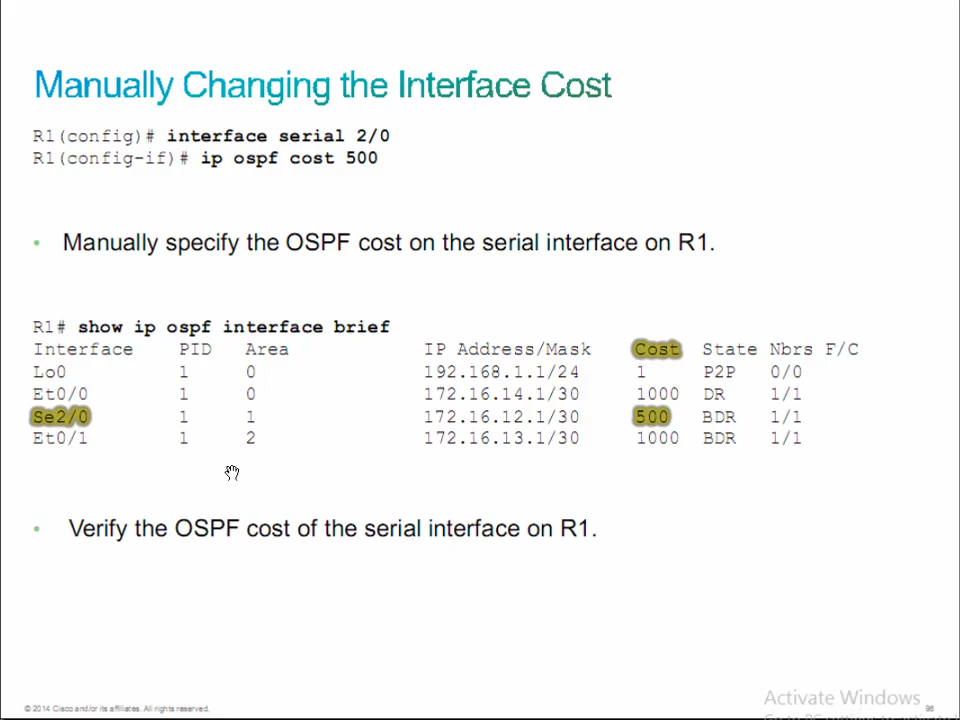 Manually Changing the Interface Cost
R1(config)# interface serial 2/0
R1(config-if)# ip ospf cost 500
• Manually specify the OSPF cost on the serial interface on R1.
R1# show ip ospf interface brief
Interface PID Area IP Address/Mask Cost State Nbrs F/C
Lo0 1 0 192.168.1.1/24 1 P2P 0/0
Et0/0 1 0 172.16.14.1/30 1000 DR 1/1
Se2/0 1 1 172.16.12.1/30 500 BDR 1/1
Et0/1 1 2 172.16.13.1/30 1000 BDR 1/1
• Verify the OSPF cost of the serial interface on R1.
Activate Windows
© 2014 Cisco and/or its affiliates. All rights reserved.